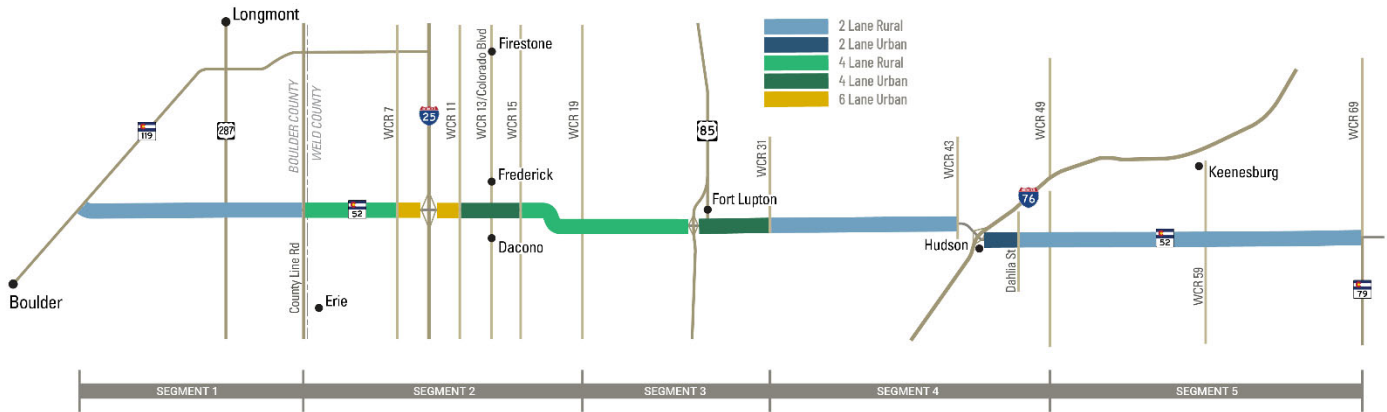 Longmont
2 Lane Rural
2 Lane Urban
4 Lane Rural
4 Lane Urban
6 Lane Urban
Firestone
BOULDER COUNTY
WELD COUNTY
WCR 7
25
WCR 11
WCR 13/Colorado Blvd
WCR 15
WCR 19
85
WCR 31
WCR 43
WCR 49
WCR 69
119
287
Keenesburg
Frederick
Fort Lupton
76
52
Dacono
Hudson
52
Boulder
County Line Rd
Erie
Dahlia St
WCR 59
79
SEGMENT 1
SEGMENT 2
SEGMENT 3
SEGMENT 4
SEGMENT 5